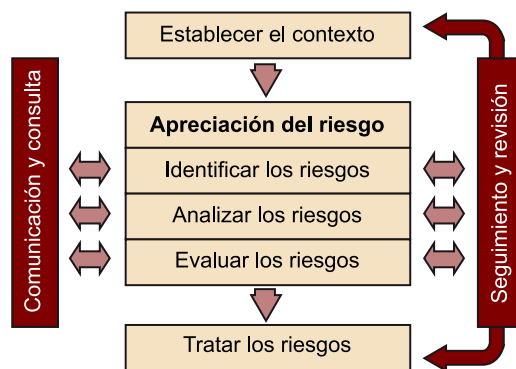 Establecer el contexto
Comunicación y consulta
Apreciación del riesgo
Identificar los riesgos
Analizar los riesgos
Evaluar los riesgos
Seguimiento y revisión
Tratar los riesgos